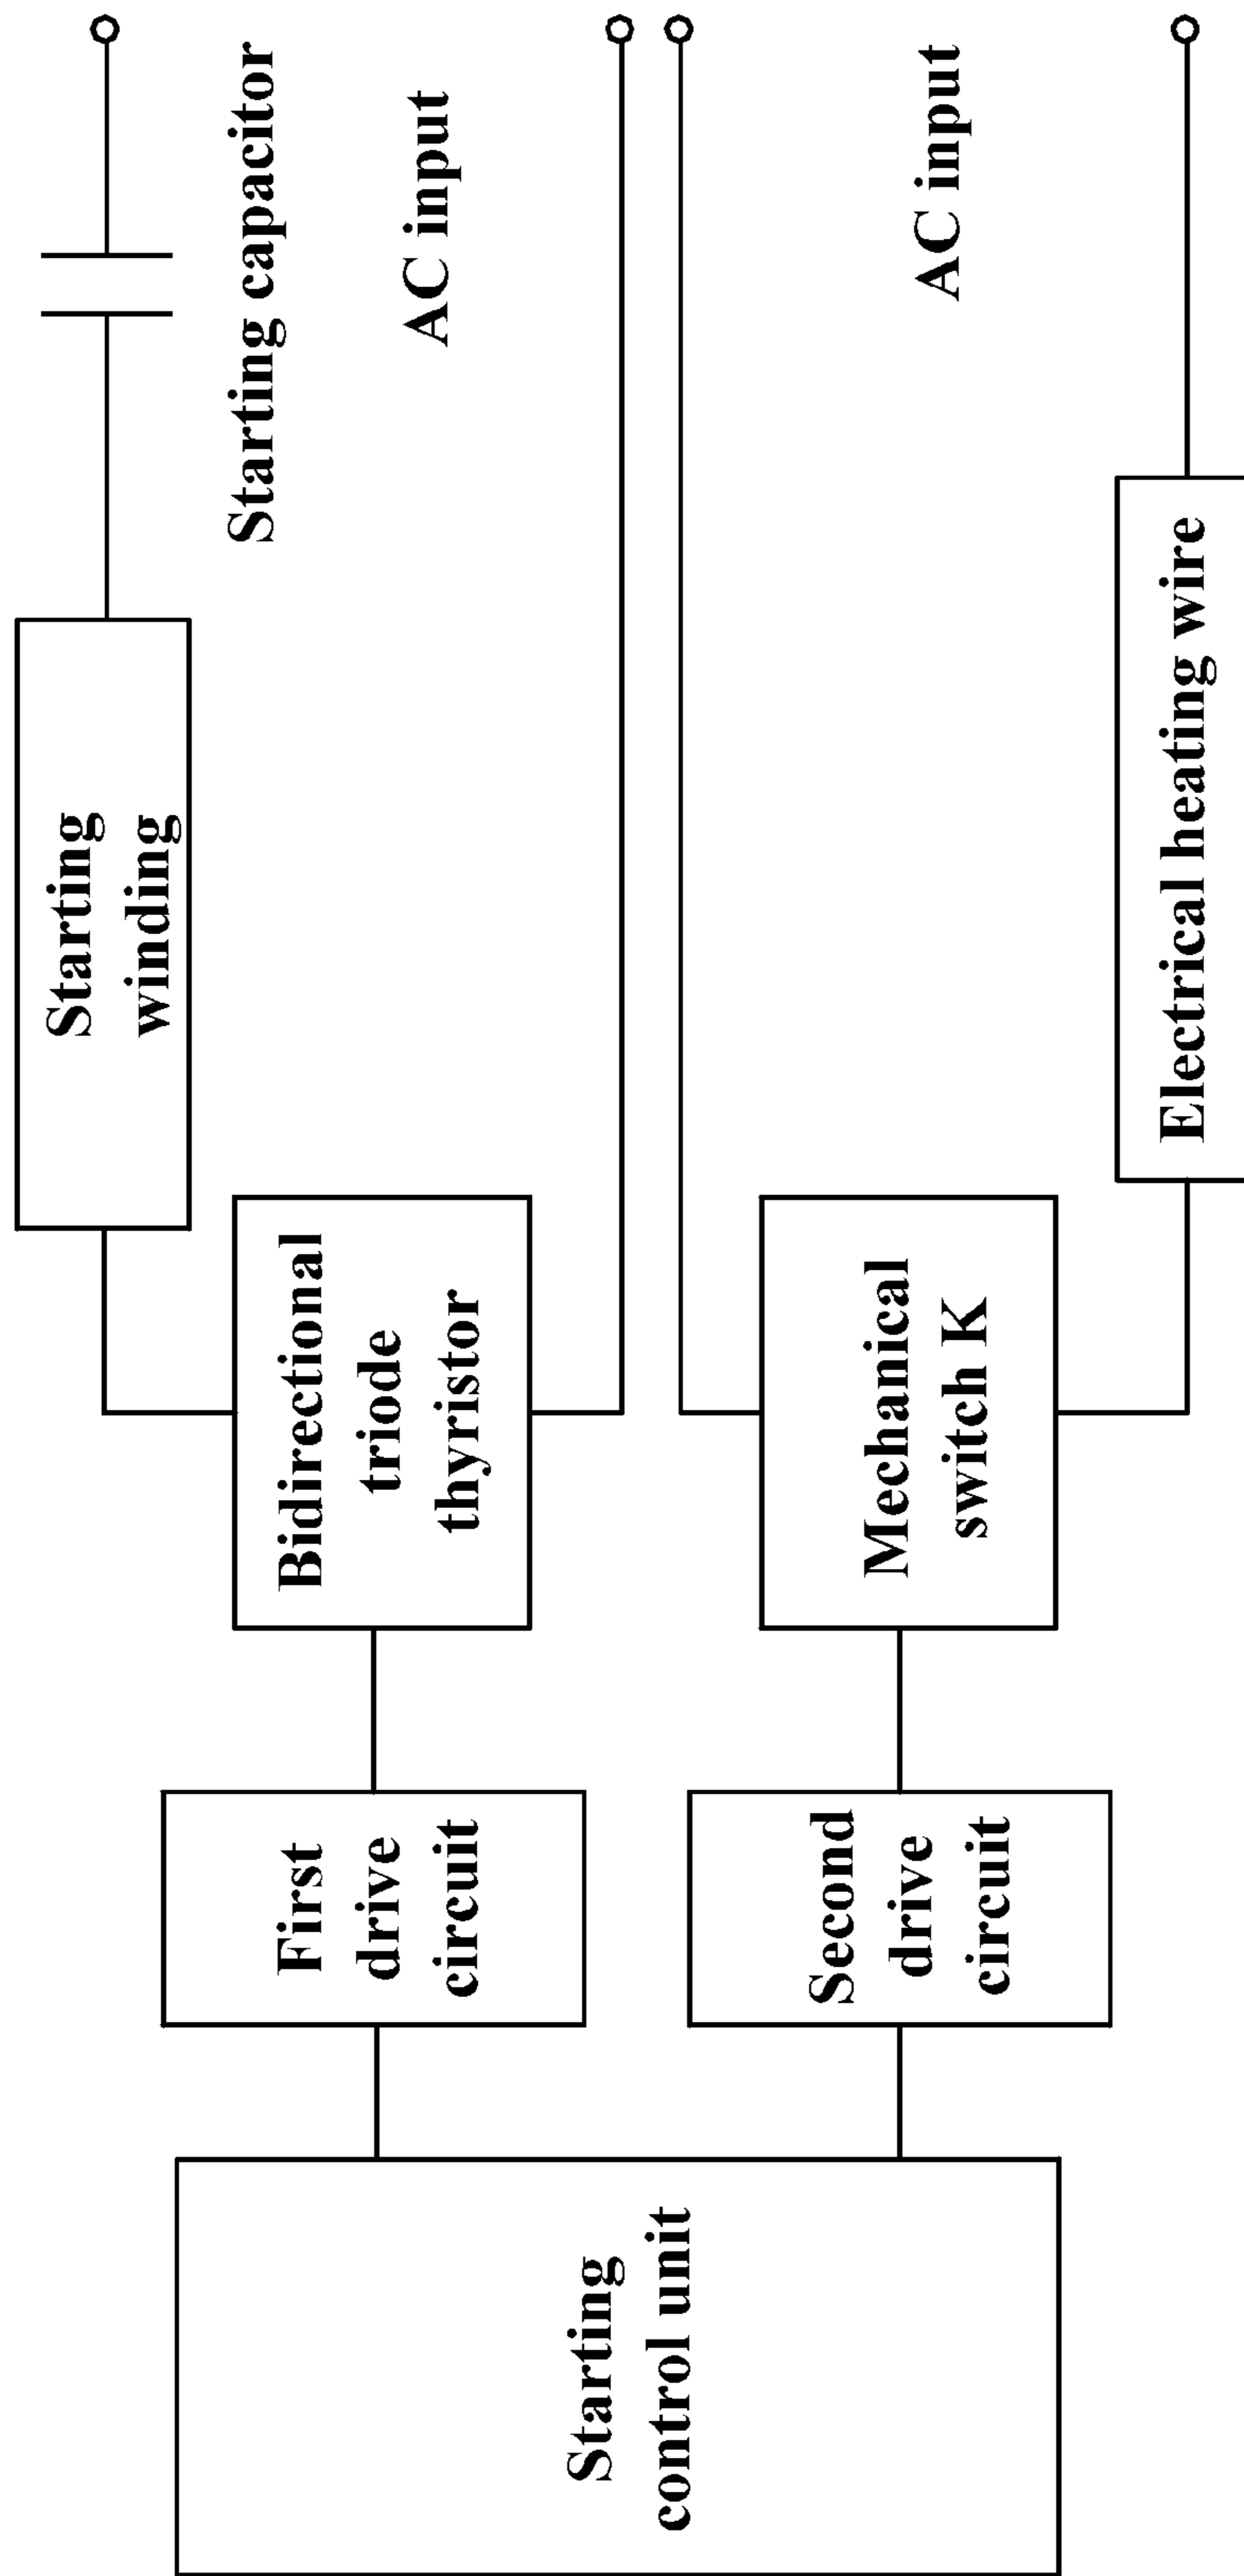 Starting
control unit
First
drive
circuit
Second
drive
circuit
Bidirectional
triode
thyristor
Mechanical
switch K
Starting
winding
Electrical heating wire
Starting capacitor
AC input
AC input